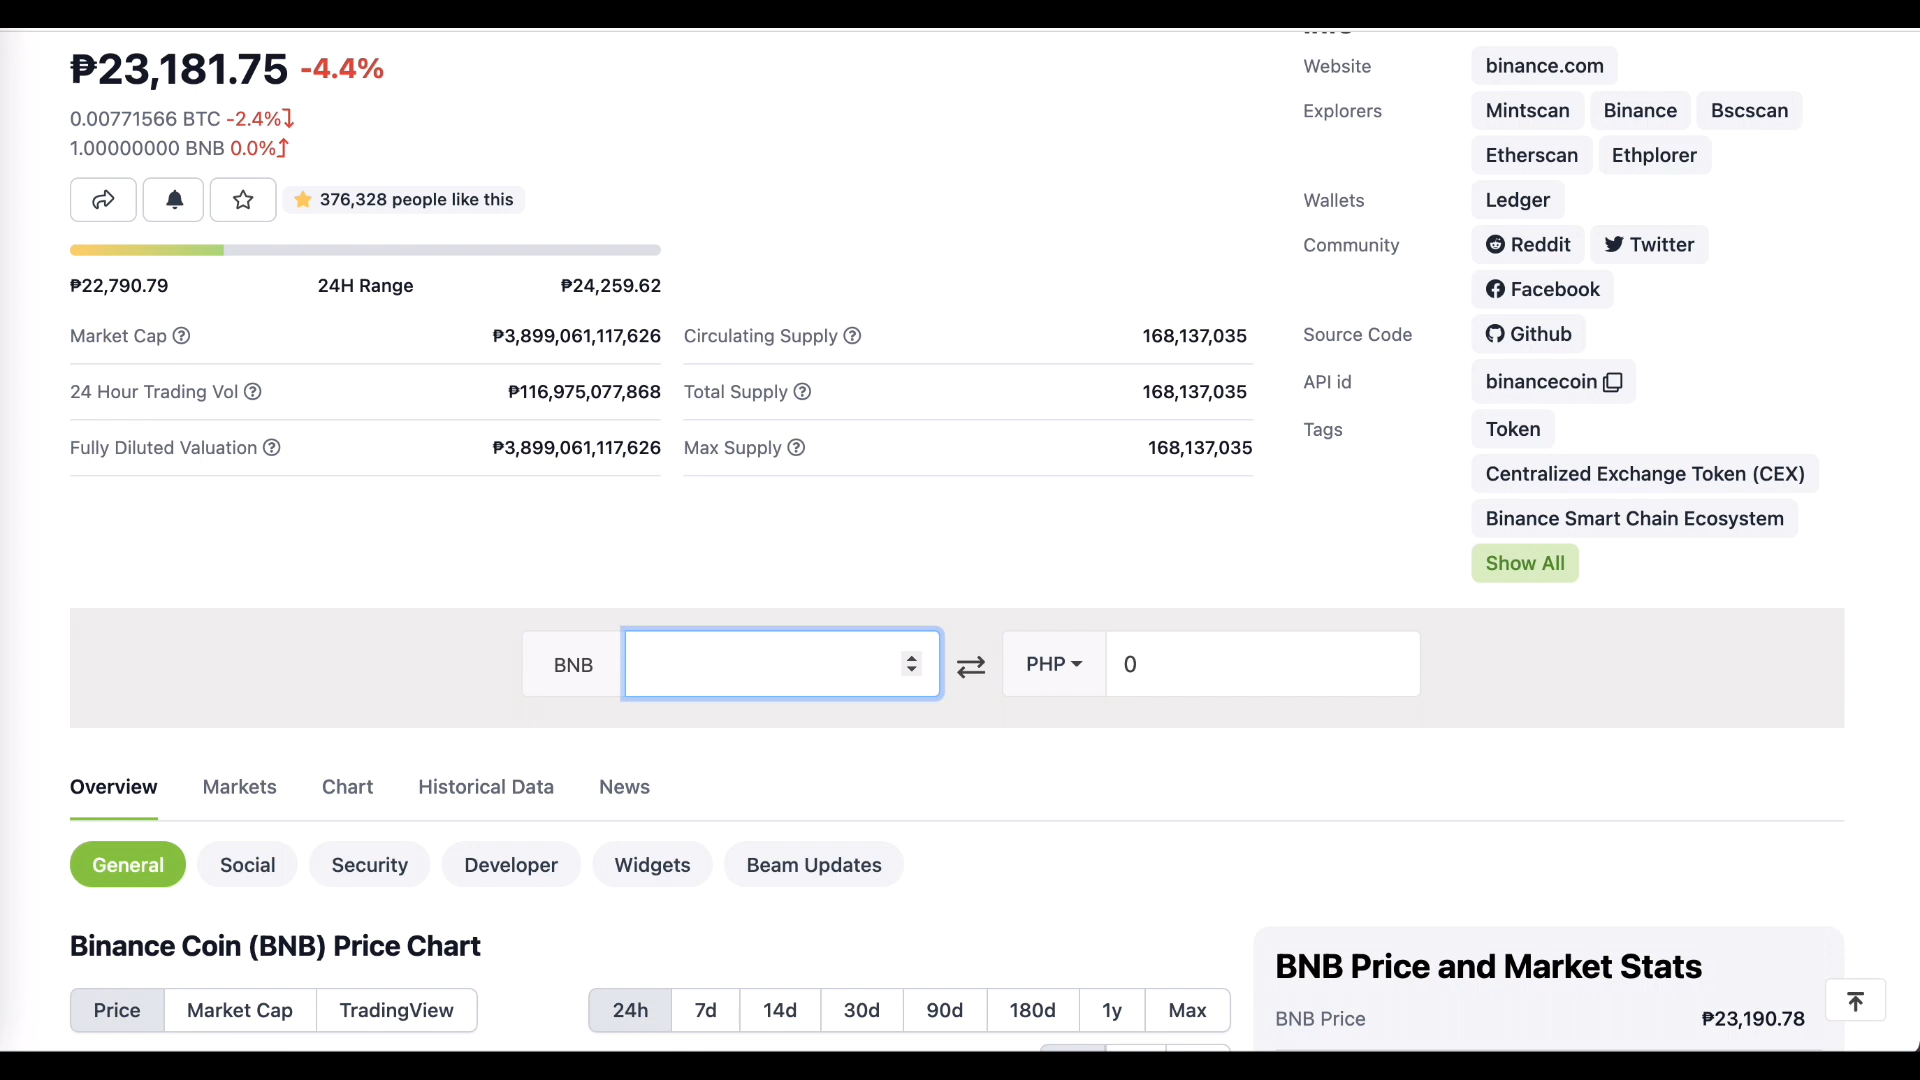 ₱23,181.75 -4.4%
0.00771566 BTC -2.4%
1.00000000 BNB 0.0%
376,328 people like this
₱22,790.79 24H Range ₱24,259.62
Market Cap ₱3,899,061,117,626
24 Hour Trading Vol ₱116,975,077,868
Fully Diluted Valuation ₱3,899,061,117,626
Circulating Supply 168,137,035
Total Supply 168,137,035
Max Supply 168,137,035
Website binance.com
Explorers Mintscan Binance Bscscan
Etherscan Ethplorer
Wallets Ledger
Community Reddit Twitter
Facebook
Source Code Github
API id binancecoin
Tags Token
Centralized Exchange Token (CEX)
Binance Smart Chain Ecosystem
Show All
BNB PHP 0
Overview Markets Chart Historical Data News
General Social Security Developer Widgets Beam Updates
Binance Coin (BNB) Price Chart
Price Market Cap TradingView 24h 7d 14d 30d 90d 180d 1y Max
BNB Price and Market Stats
BNB Price ₱23,190.78